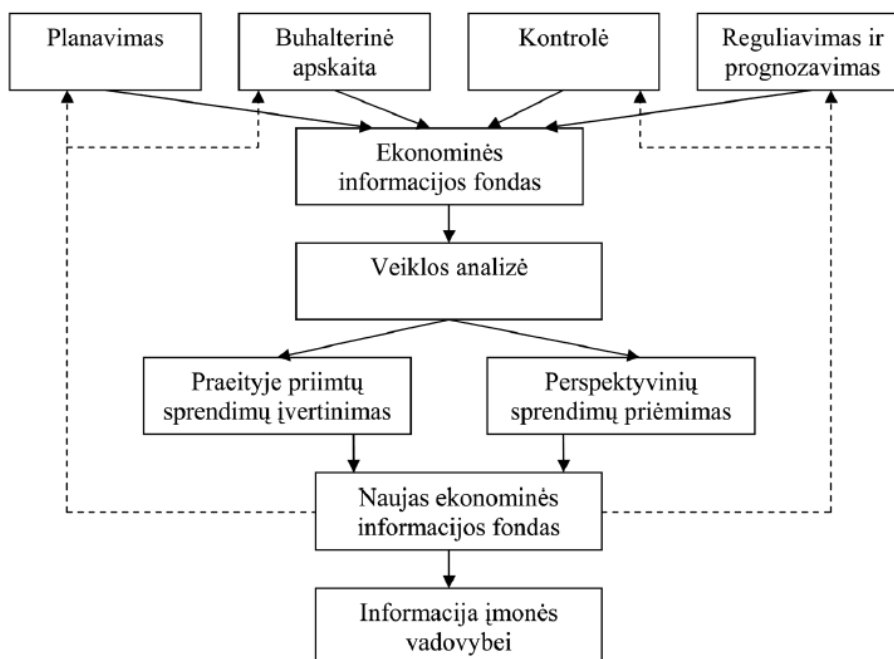 Planavimas
Buhalterinė
apskaita
Kontrolė
Reguliavimas ir
prognozavimas
Ekonominės
informacijos fondas
Veiklos analizė
Praeityje priimtų
sprendimų įvertinimas
Perspektyvinių
sprendimų priėmimas
Naujas ekonominės
informacijos fondas
Informacija įmonės
vadovybei